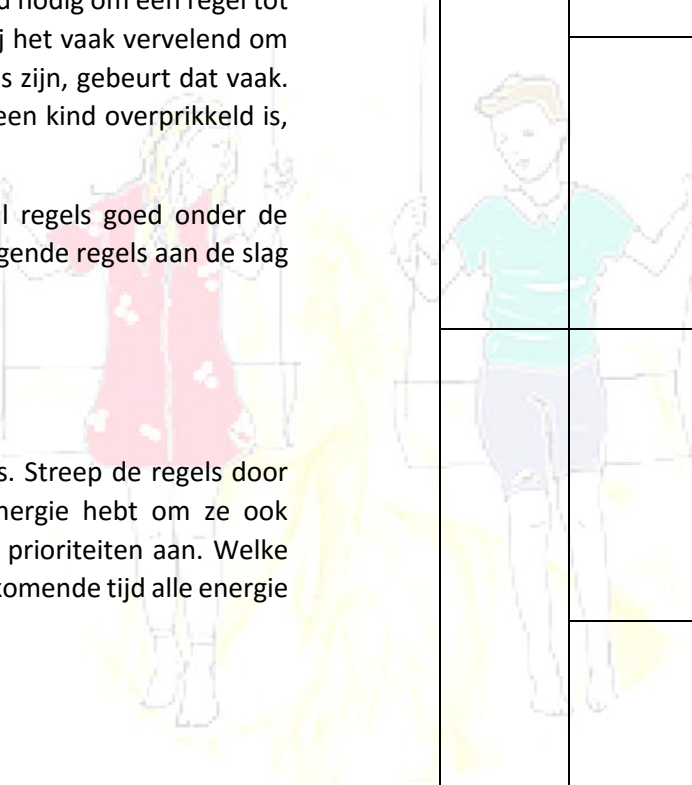 nodig om een regel tot
het vaak vervelend om
s zijn, gebeurt dat vaak.
een kind overprikkeld is,
l regels goed onder de
gende regels aan de slag
s. Streep de regels door
nergie hebt om ze ook
prioriteiten aan. Welke
komende tijd alle energie